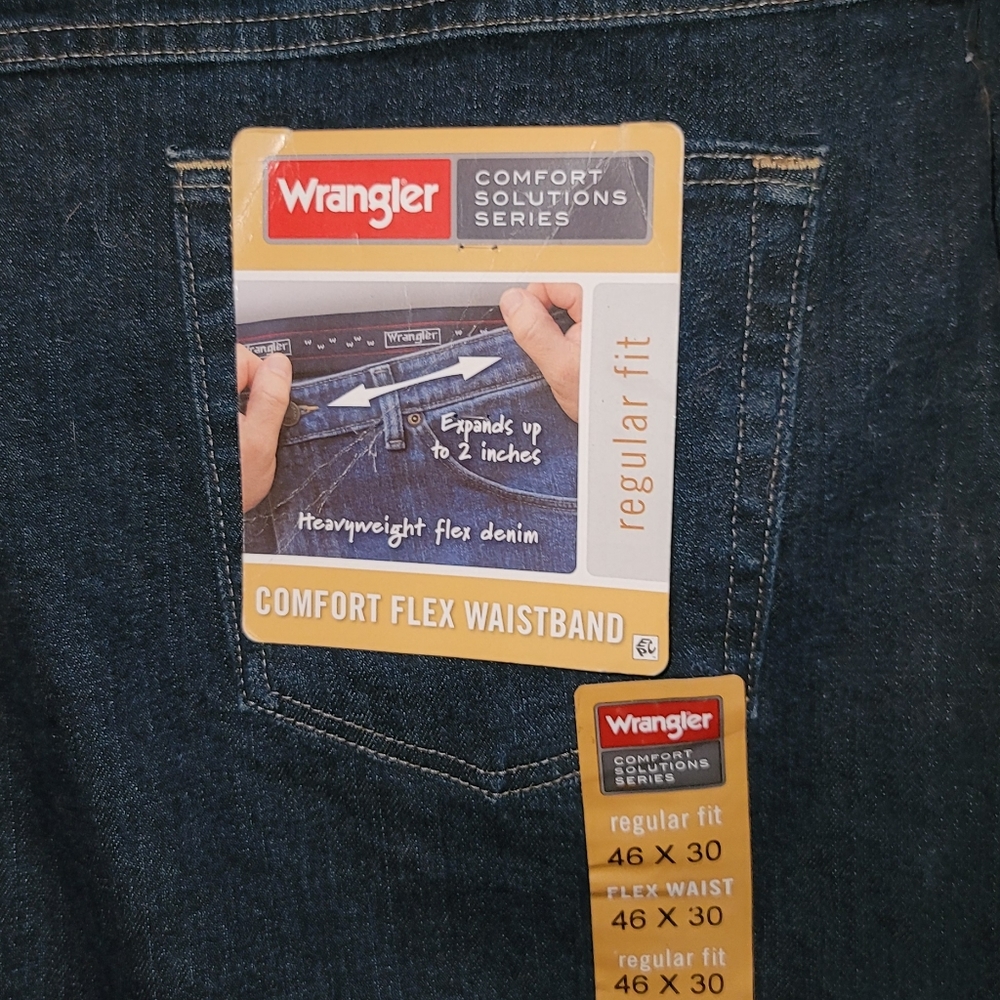 Wrangler
COMFORT
SOLUTIONS
SERIES
Wrangler
Expands up
to 2 inches
Heavyweight flex denim
regular fit
COMFORT FLEX WAISTBAND
Wrangler
COMFORT
SOLUTIONS
SERIES
regular fit
46 X 30
FLEX WAIST
46 X 30
regular fit
46 X 30